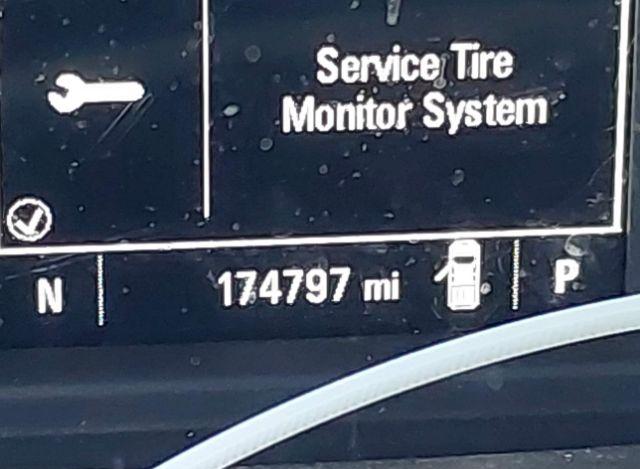 Service Tire
Monitor System
N
174797 mi
P